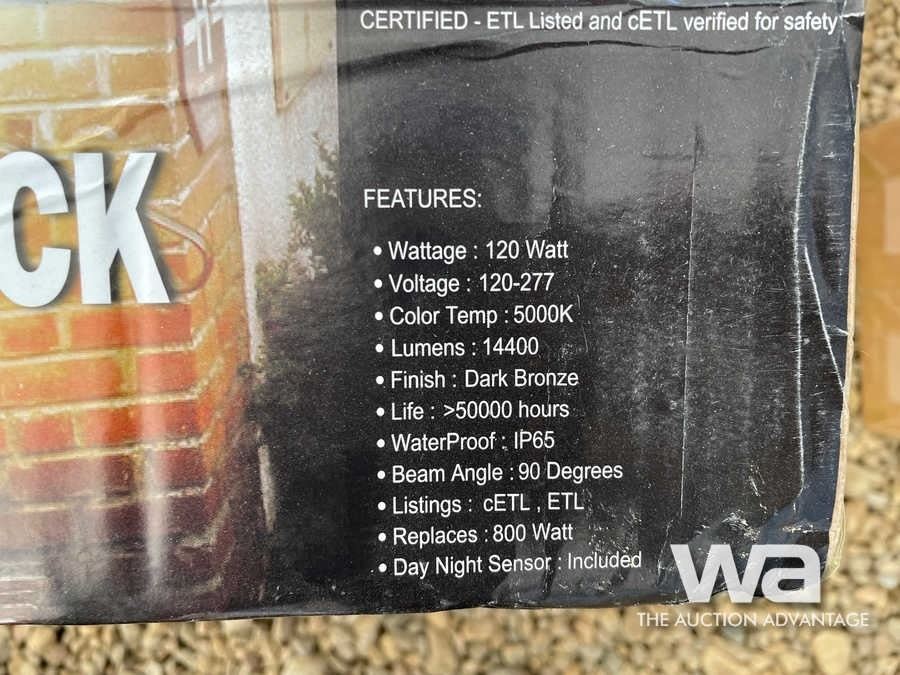 CERTIFIED - ETL Listed and cETL verified for safety
CK
FEATURES:
• Wattage : 120 Watt
• Voltage : 120-277
• Color Temp : 5000K
• Lumens : 14400
• Finish : Dark Bronze
• Life : >50000 hours
• WaterProof : IP65
• Beam Angle : 90 Degrees
• Listings : cETL , ETL
• Replaces : 800 Watt
• Day Night Sensor : Included
wa
THE AUCTION ADVANTAGE